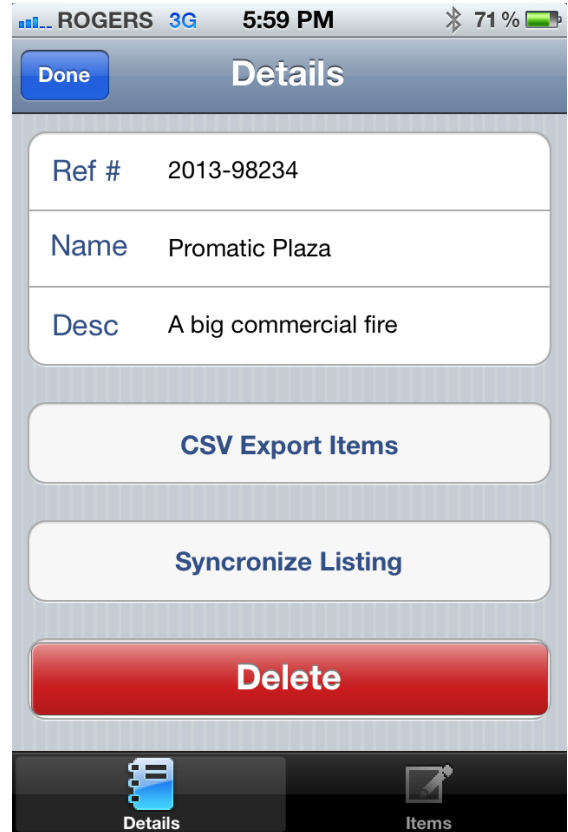 ROGERS 3G 5:59 PM 71%
Done Details
Ref # 2013-98234
Name Promatic Plaza
Desc A big commercial fire
CSV Export Items
Syncronize Listing
Delete
Details Items